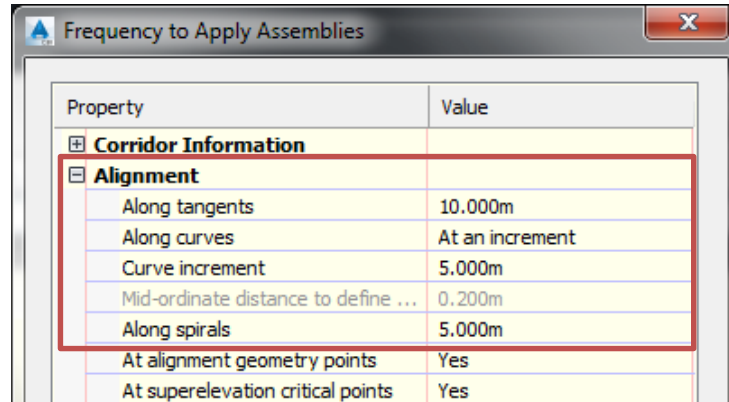 Frequency to Apply Assemblies
Property Value
Corridor Information
Alignment
Along tangents 10.000m
Along curves At an increment
Curve increment 5.000m
Mid-ordinate distance to define ... 0.200m
Along spirals 5.000m
At alignment geometry points Yes
At superelevation critical points Yes